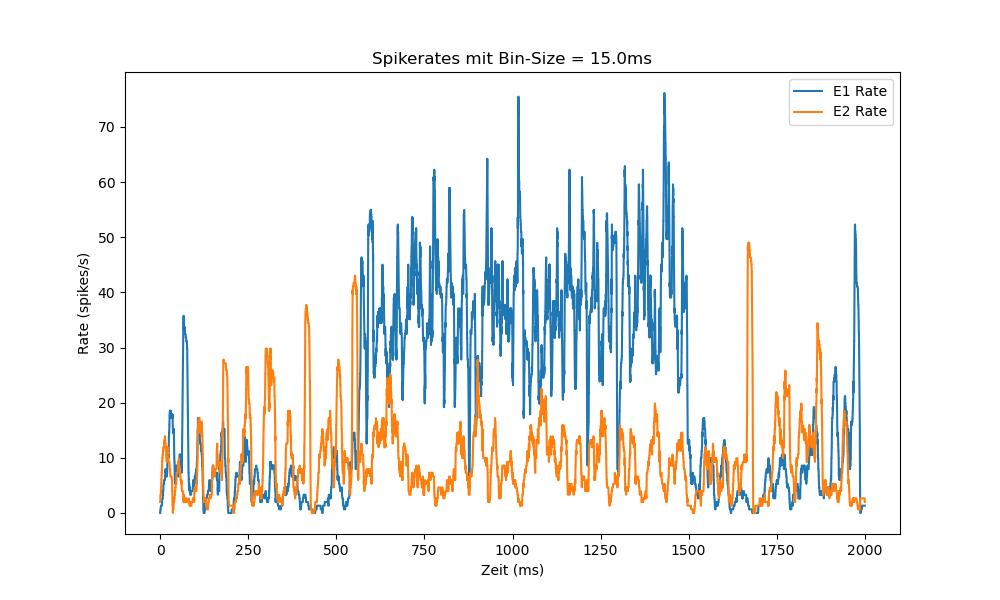 Spikerates mit Bin-Size = 15.0ms
E1 Rate
E2 Rate
70
60
50
40
30
20
10
0
Rate (spikes/s)
0 250 500 750 1000 1250 1500 1750 2000
Zeit (ms)